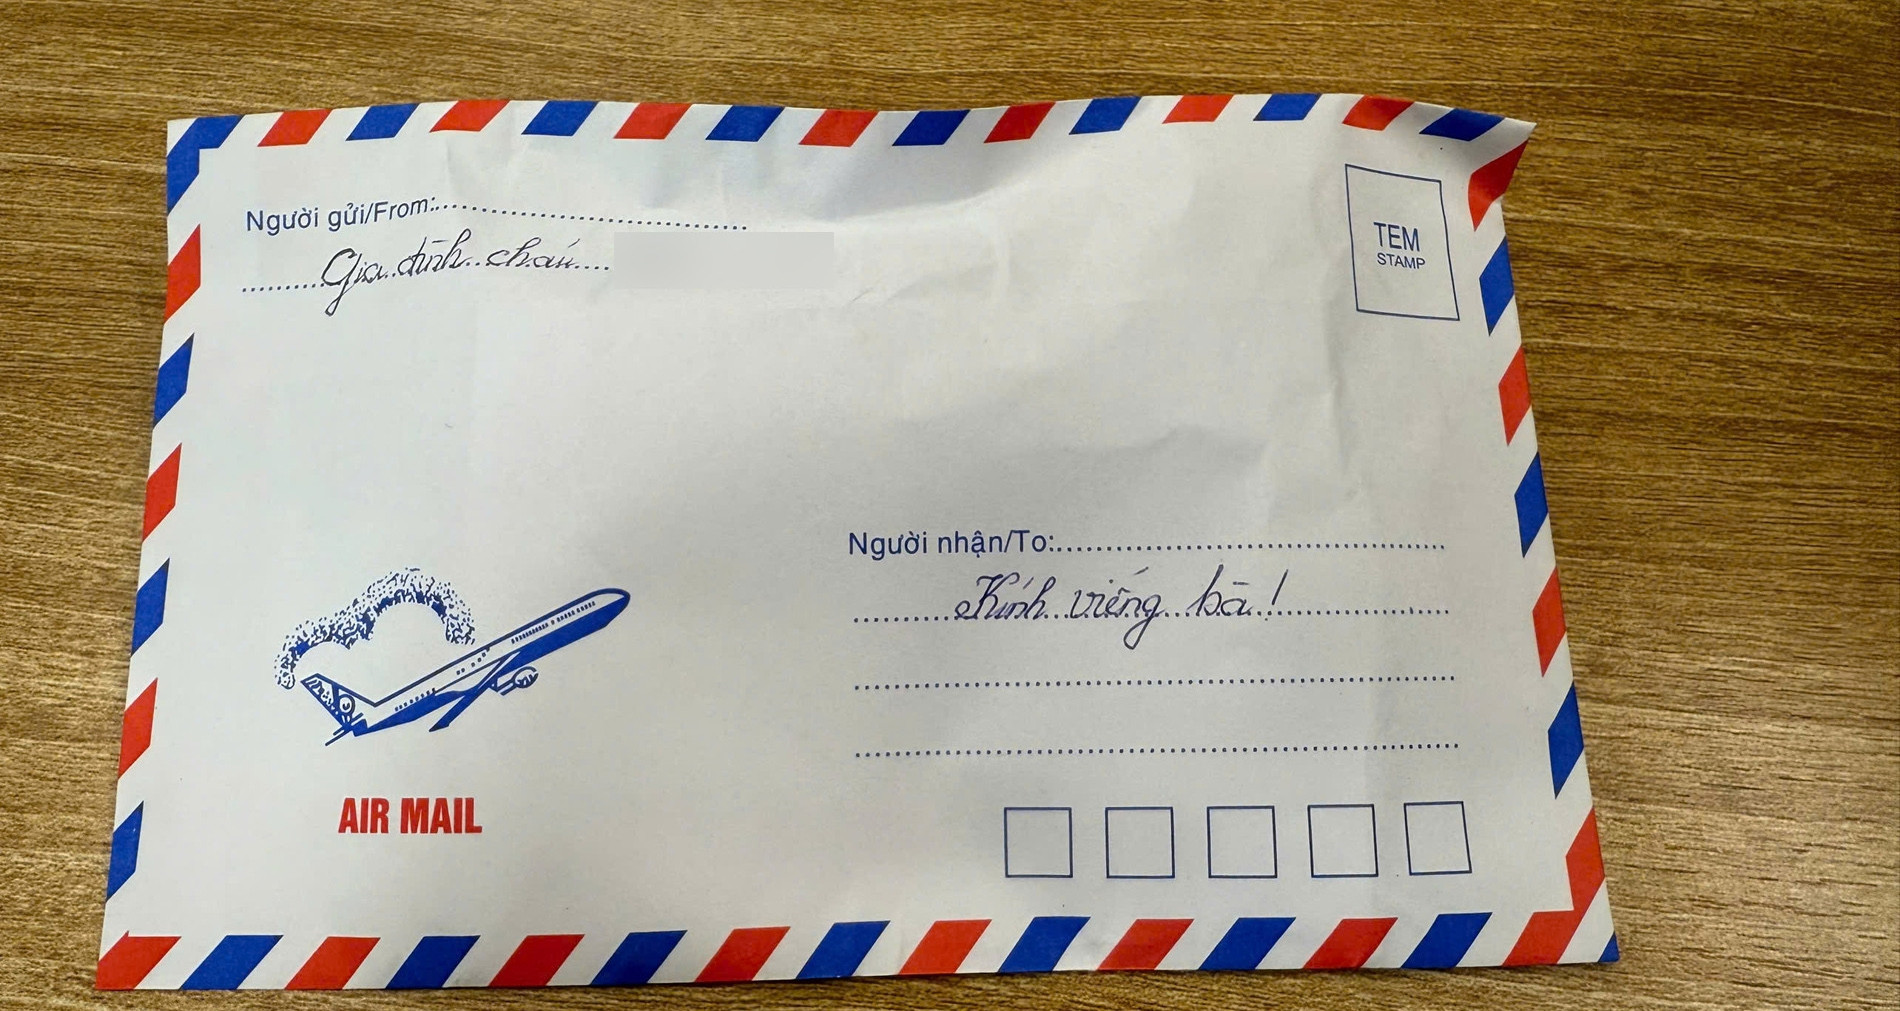 Người gửi/From:
Gia đình cháu
TEM
STAMP
Người nhận/To:
Kính viếng bà!
AIR MAIL